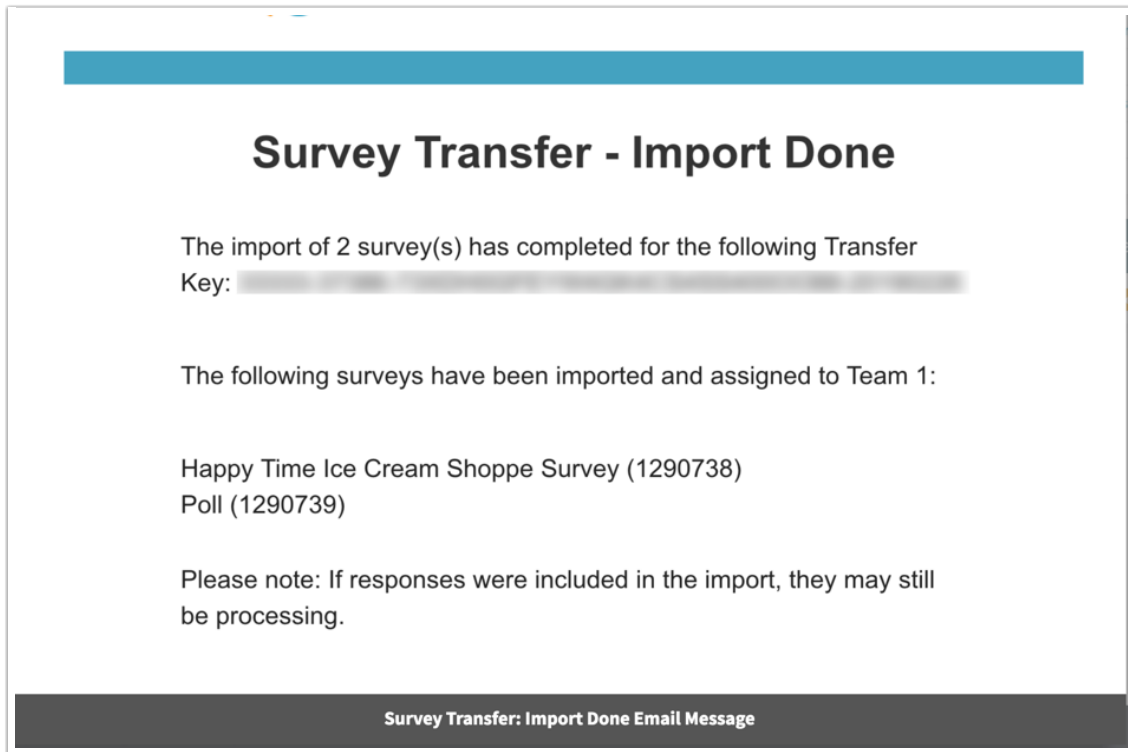 Survey Transfer - Import Done
The import of 2 survey(s) has completed for the following Transfer
Key:
The following surveys have been imported and assigned to Team 1:
Happy Time Ice Cream Shoppe Survey (1290738)
Poll (1290739)
Please note: If responses were included in the import, they may still
be processing.
Survey Transfer: Import Done Email Message